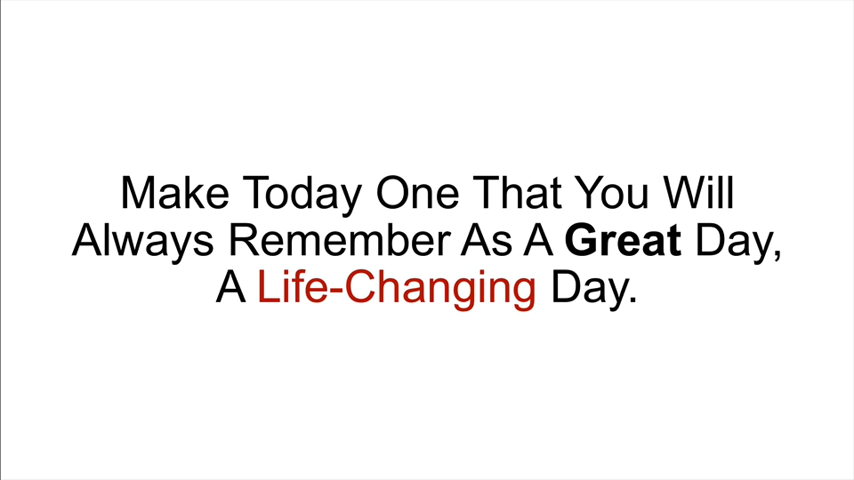 Make Today One That You Will
Always Remember As A Great Day,
A Life-Changing Day.